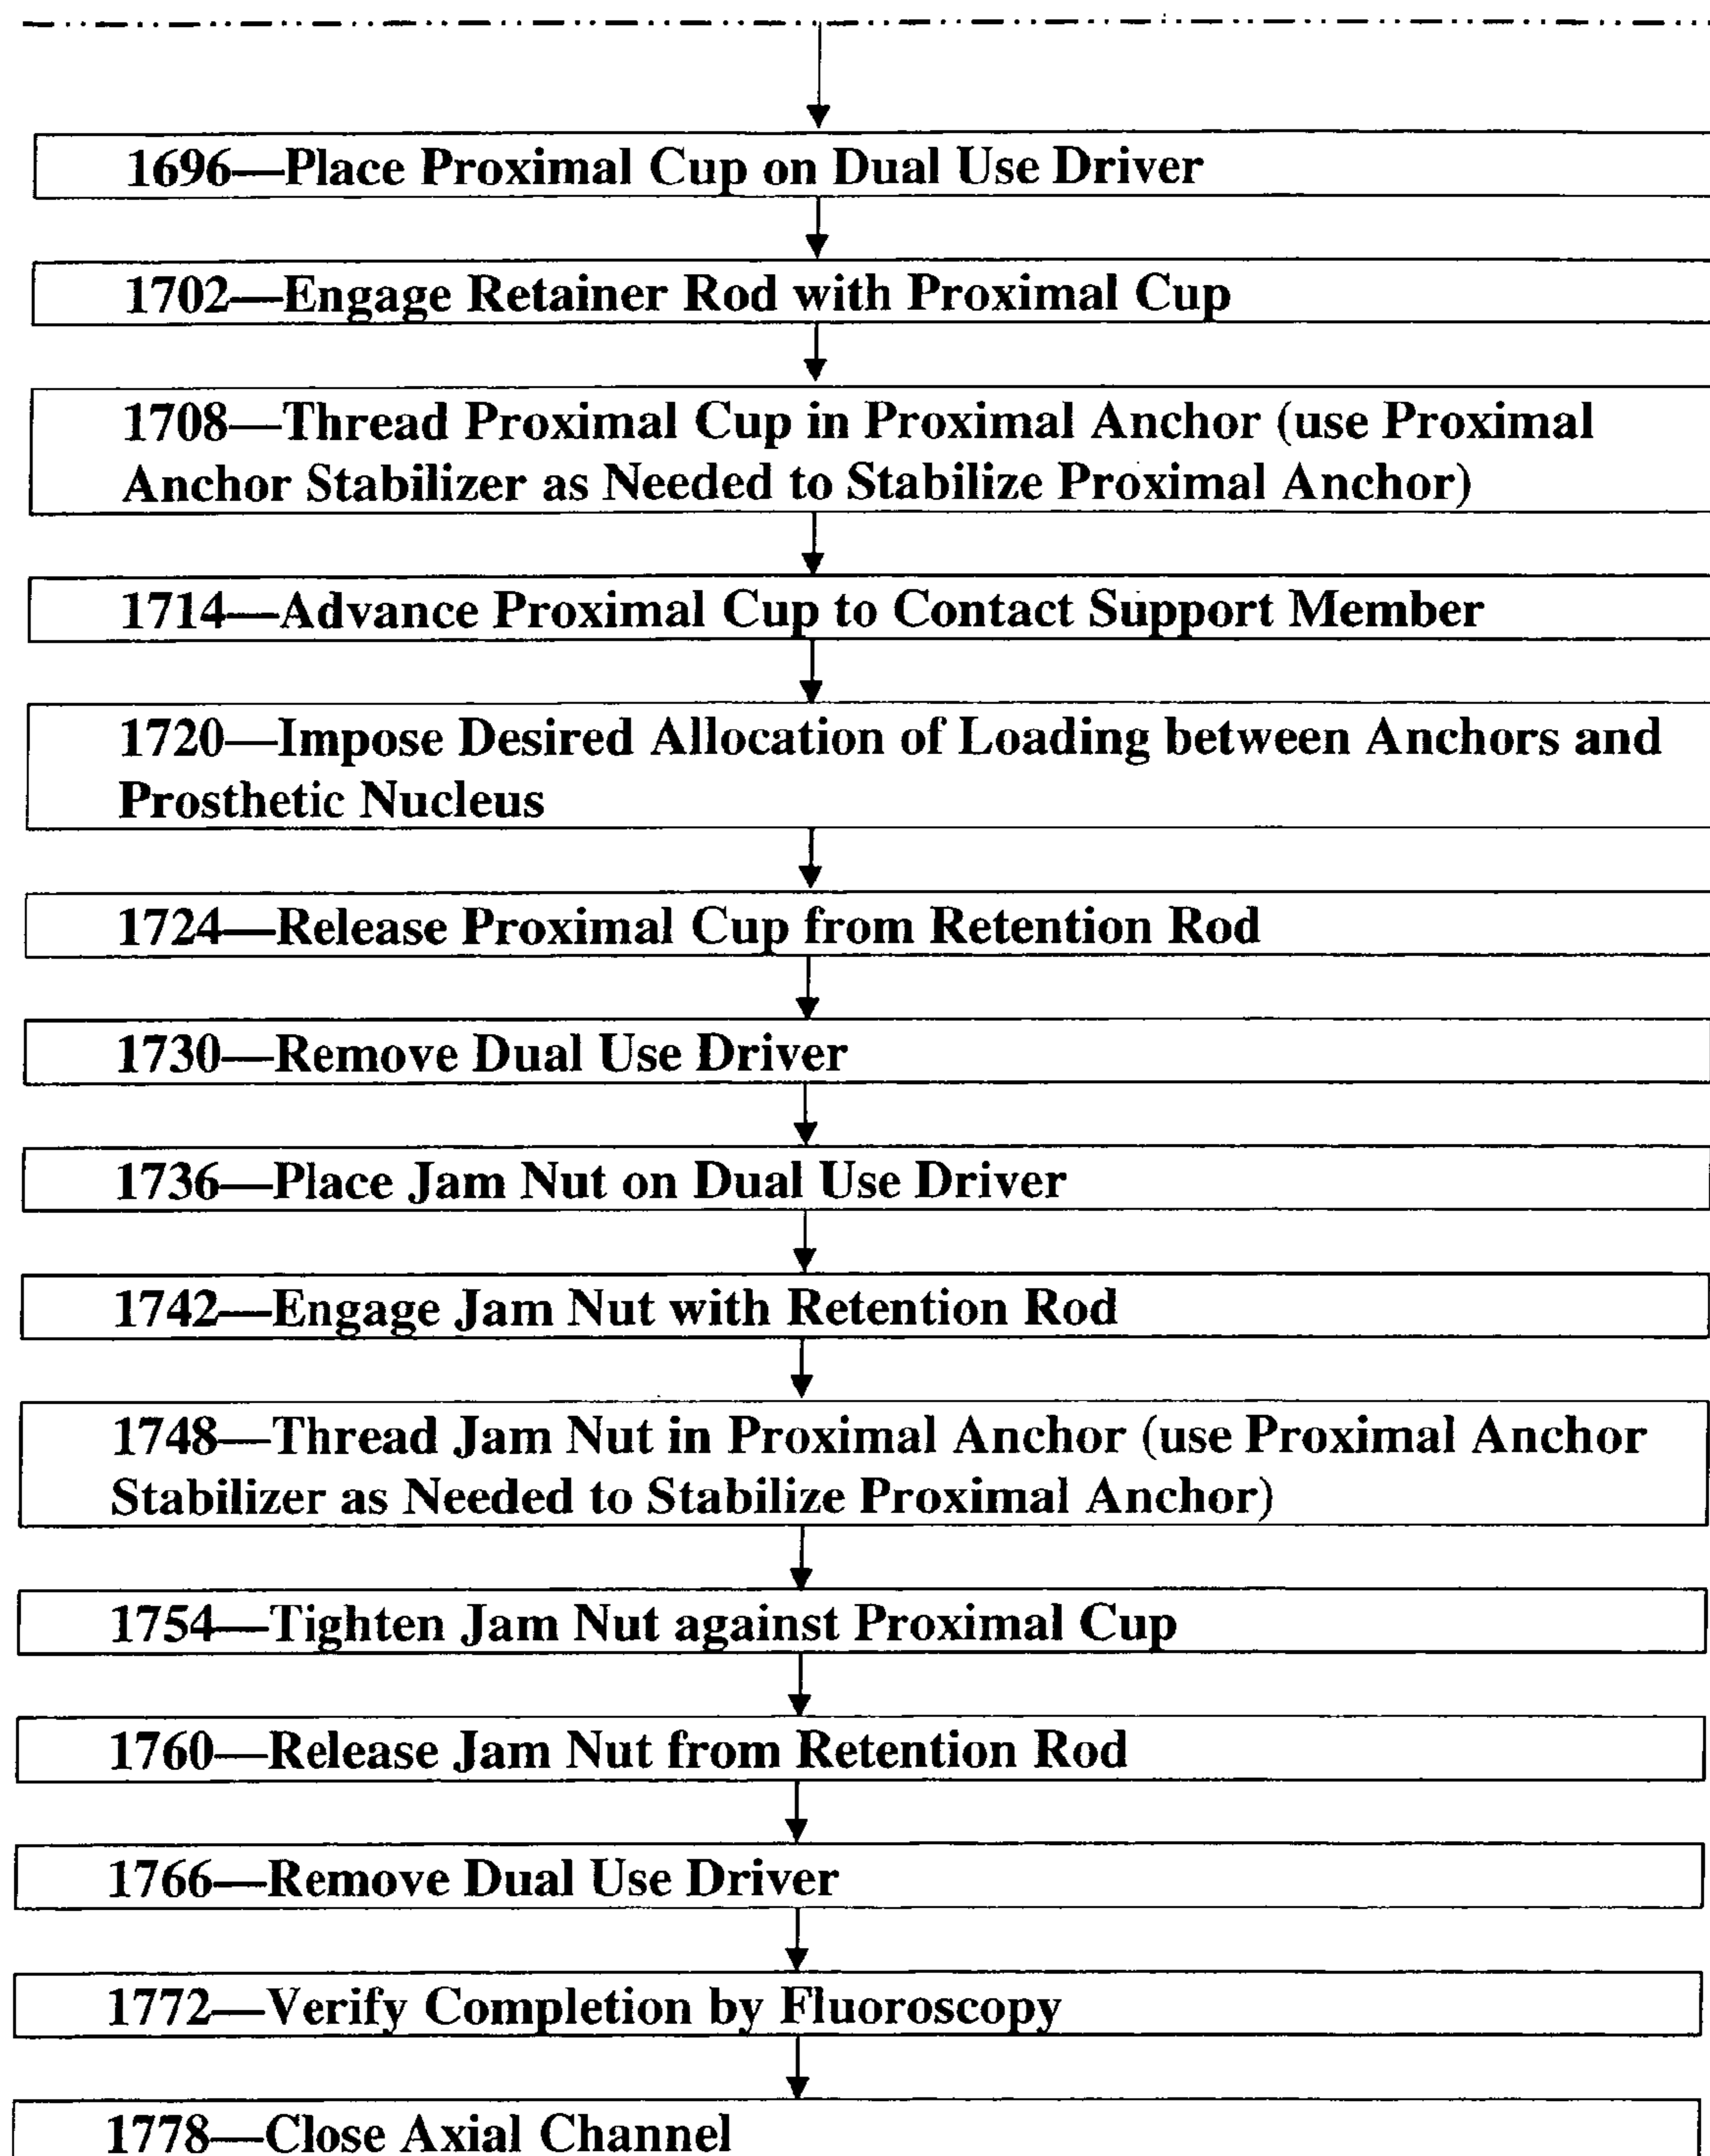 1696—Place Proximal Cup on Dual Use Driver
1702—Engage Retainer Rod with Proximal Cup
1708—Thread Proximal Cup in Proximal Anchor (use Proximal
Anchor Stabilizer as Needed to Stabilize Proximal Anchor)
1714—Advance Proximal Cup to Contact Support Member
1720—Impose Desired Allocation of Loading between Anchors and
Prosthetic Nucleus
1724—Release Proximal Cup from Retention Rod
1730—Remove Dual Use Driver
1736—Place Jam Nut on Dual Use Driver
1742—Engage Jam Nut with Retention Rod
1748—Thread Jam Nut in Proximal Anchor (use Proximal Anchor
Stabilizer as Needed to Stabilize Proximal Anchor)
1754—Tighten Jam Nut against Proximal Cup
1760—Release Jam Nut from Retention Rod
1766—Remove Dual Use Driver
1772—Verify Completion by Fluoroscopy
1778—Close Axial Channel